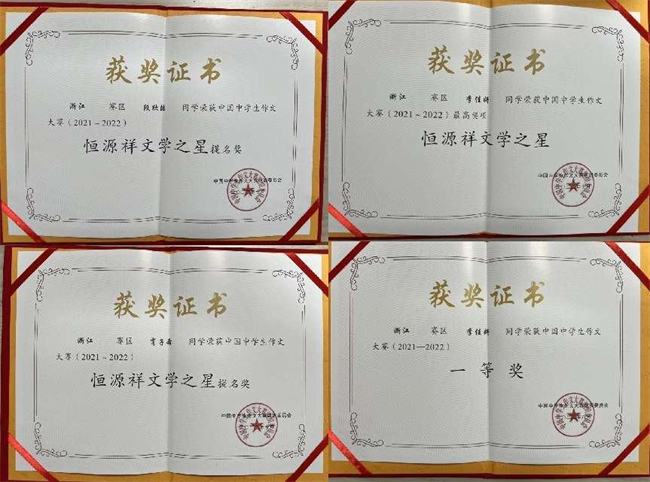 获奖证书
浙江 赛区 同学荣获中国中学生作文
大赛(2021~2022)
恒源祥文学之星提名奖
获奖证书
浙江 赛区 李佳 同学荣获中国中学生作文
大赛(2021~2022)最高奖项
恒源祥文学之星
获奖证书
浙江 赛区 同学荣获中国中学生作文
大赛(2021~2022)
恒源祥文学之星提名奖
获奖证书
浙江 赛区 李佳 同学荣获中国中学生作文
大赛(2021—2022)
一等奖